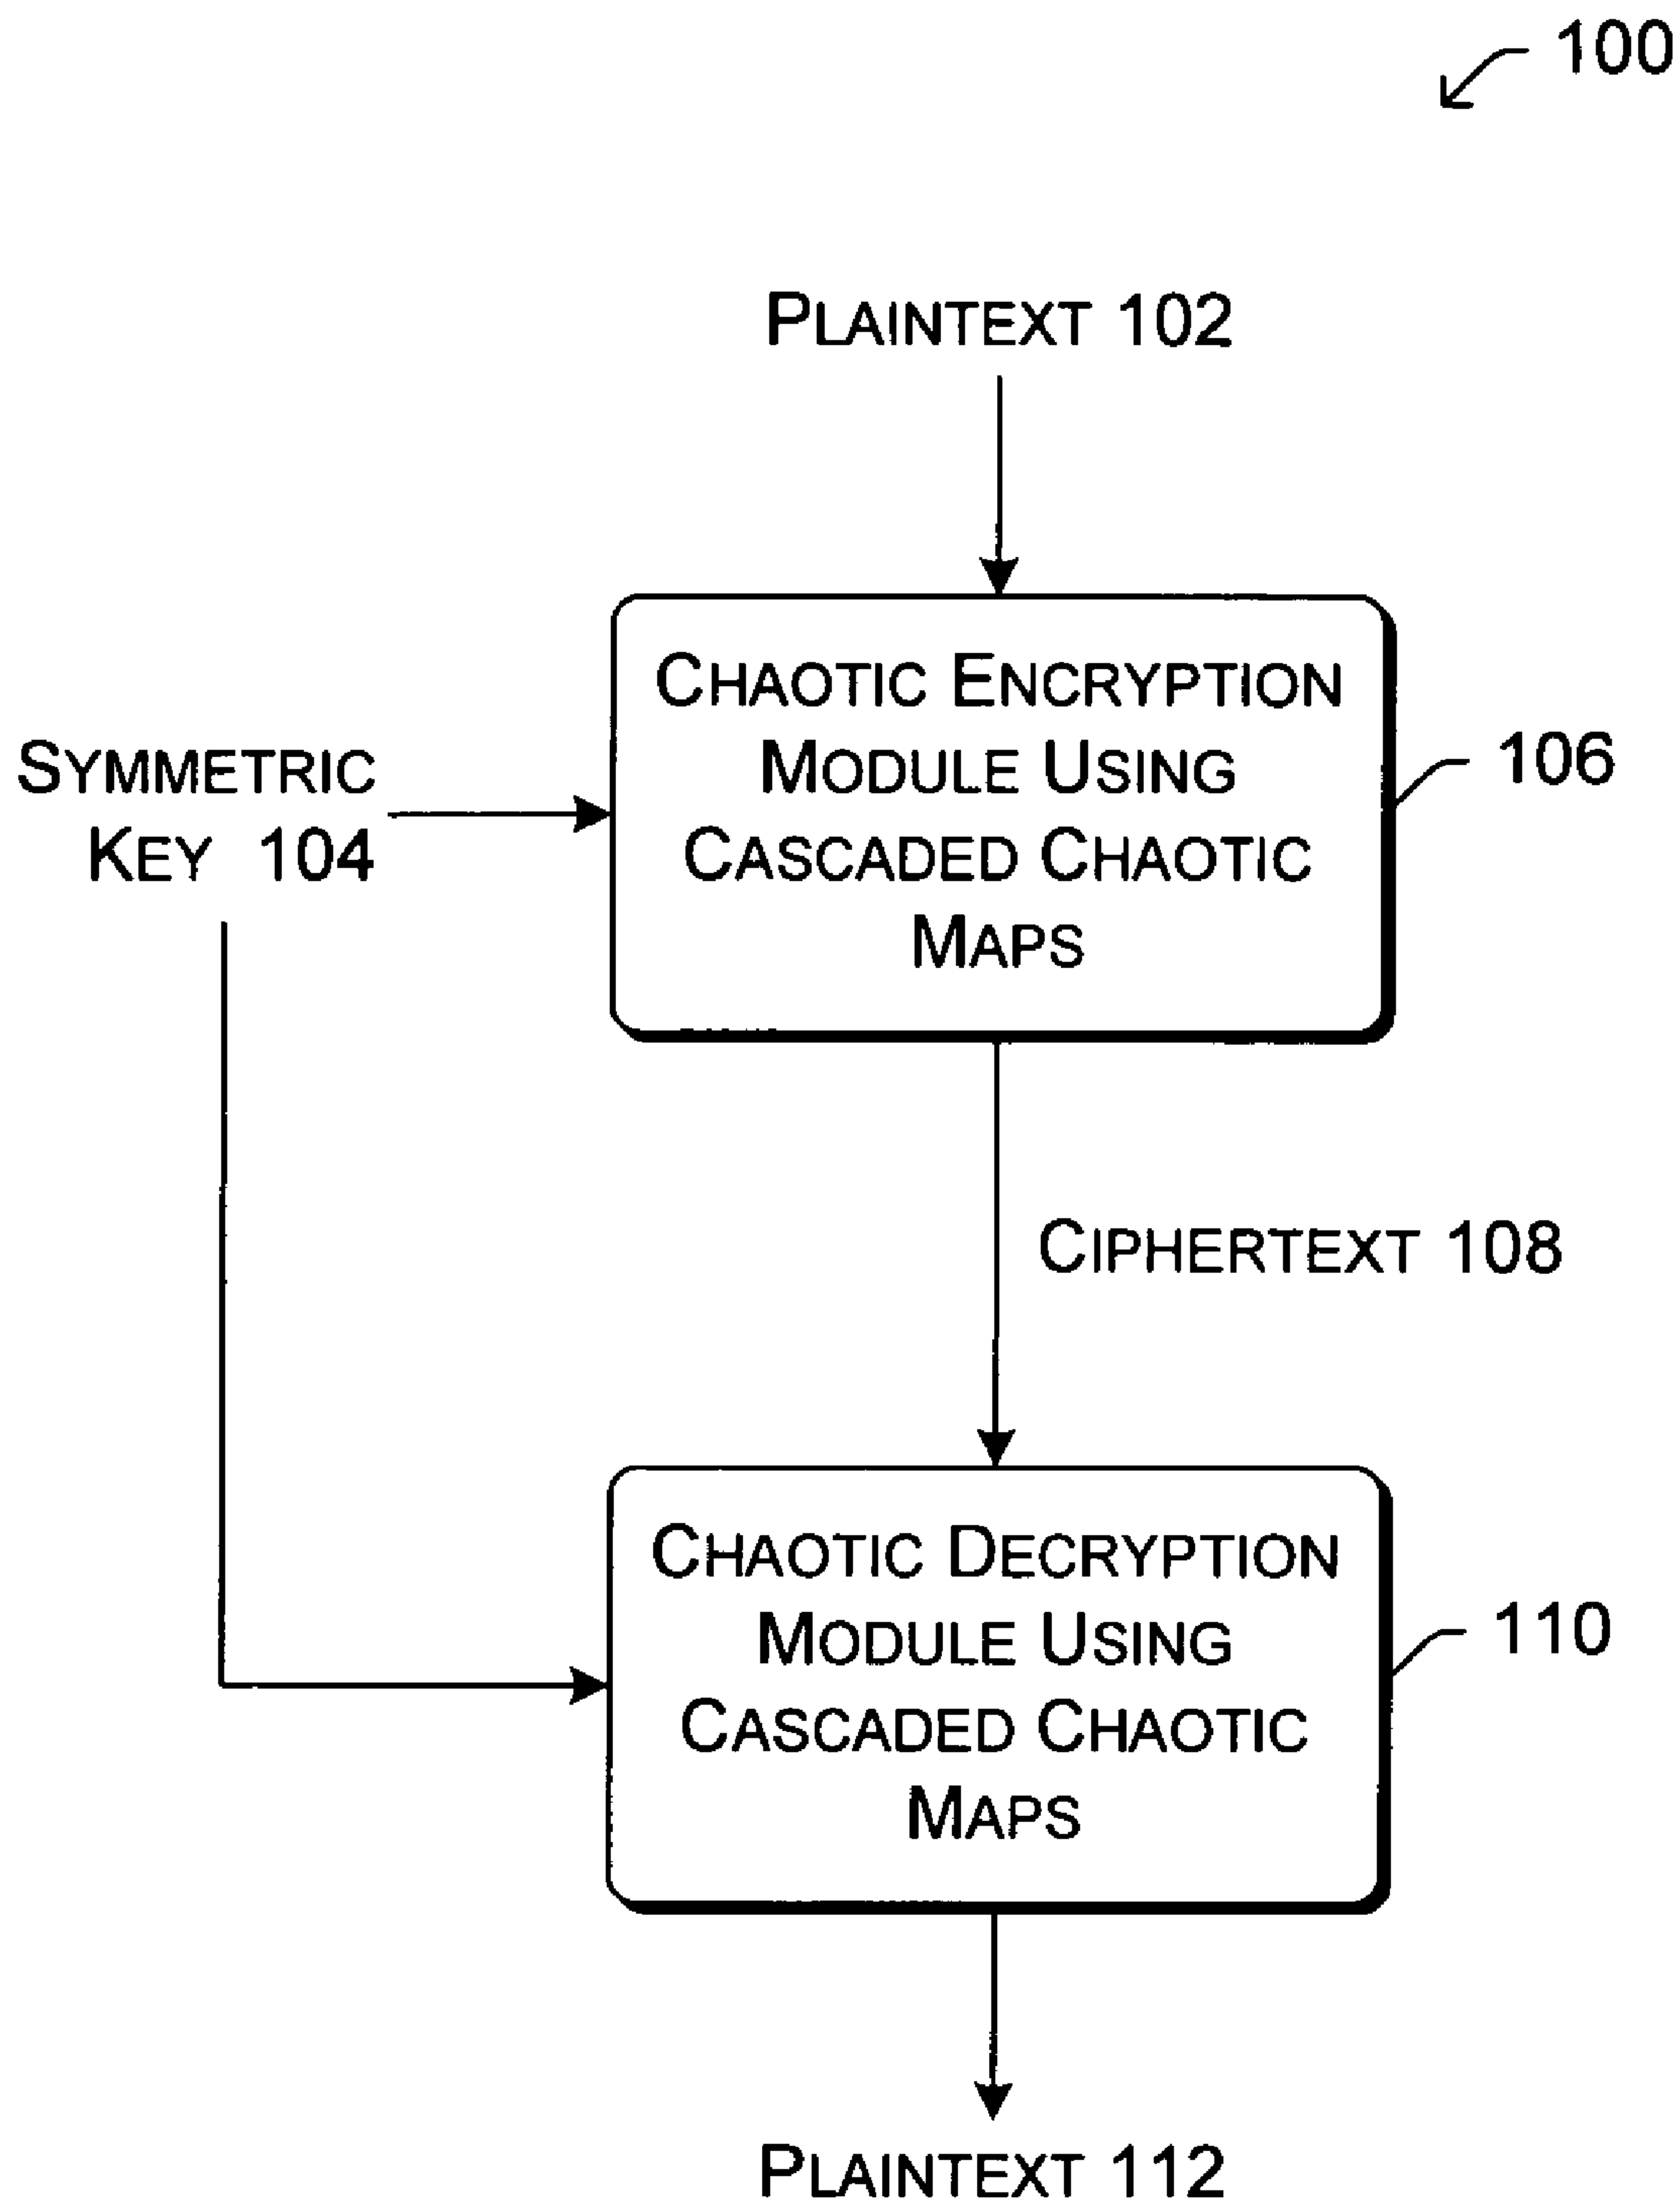 100
PLAINTEXT 102
CHAOTIC ENCRYPTION
MODULE USING
CASCADED CHAOTIC
MAPS
106
SYMMETRIC
KEY 104
CIPHERTEXT 108
CHAOTIC DECRYPTION
MODULE USING
CASCADED CHAOTIC
MAPS
110
PLAINTEXT 112